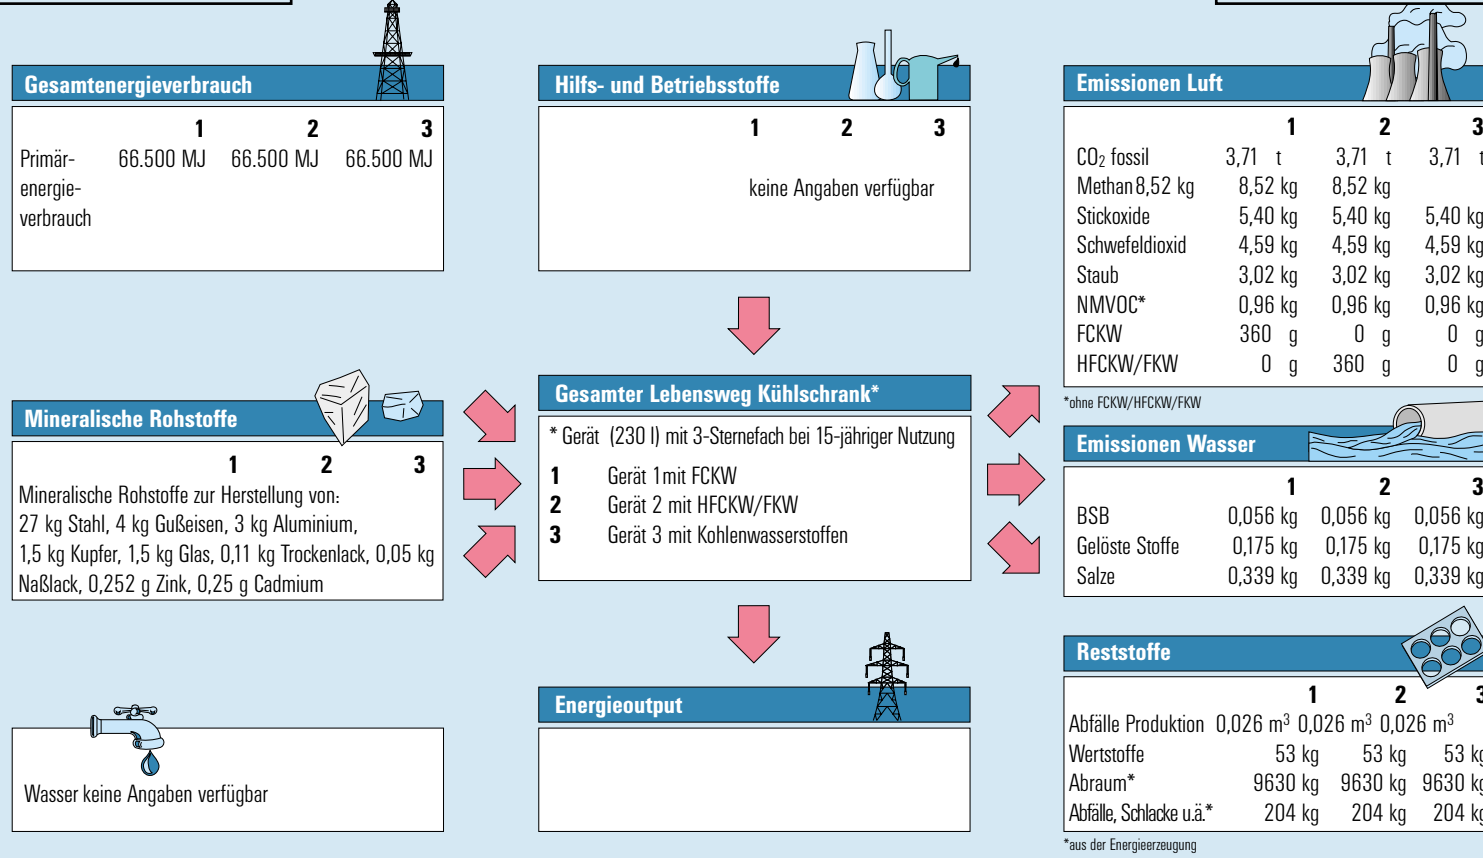 Gesamtenergieverbrauch
1 2 3
Primär- 66.500 MJ 66.500 MJ 66.500 MJ
energie-
verbrauch
Hilfs- und Betriebsstoffe
1 2 3
keine Angaben verfügbar
Emissionen Luft
1 2 3
CO2 fossil 3,71 t 3,71 t 3,71 t
Methan 8,52 kg 8,52 kg 8,52 kg
Stickoxide 5,40 kg 5,40 kg 5,40 kg
Schwefeldioxid 4,59 kg 4,59 kg 4,59 kg
Staub 3,02 kg 3,02 kg 3,02 kg
NMVOC* 0,96 kg 0,96 kg 0,96 kg
FCKW 360 g 0 g 0 g
HFCKW/FKW 0 g 360 g 0 g
*ohne FCKW/HFCKW/FKW
Mineralische Rohstoffe
1 2 3
Mineralische Rohstoffe zur Herstellung von:
27 kg Stahl, 4 kg Gußeisen, 3 kg Aluminium,
1,5 kg Kupfer, 1,5 kg Glas, 0,11 kg Trockenlack, 0,05 kg
Naßlack, 0,252 g Zink, 0,25 g Cadmium
Gesamter Lebensweg Kühlschrank*
* Gerät (230 l) mit 3-Sternefach bei 15-jähriger Nutzung
1 Gerät 1 mit FCKW
2 Gerät 2 mit HFCKW/FKW
3 Gerät 3 mit Kohlenwasserstoffen
Emissionen Wasser
1 2 3
BSB 0,056 kg 0,056 kg 0,056 kg
Gelöste Stoffe 0,175 kg 0,175 kg 0,175 kg
Salze 0,339 kg 0,339 kg 0,339 kg
Wasser keine Angaben verfügbar
Energieoutput
Reststoffe
1 2 3
Abfälle Produktion 0,026 m³ 0,026 m³ 0,026 m³
Wertstoffe 53 kg 53 kg 53 kg
Abraum* 9630 kg 9630 kg 9630 kg
Abfälle, Schlacke u.ä.* 204 kg 204 kg 204 kg
*aus der Energieerzeugung